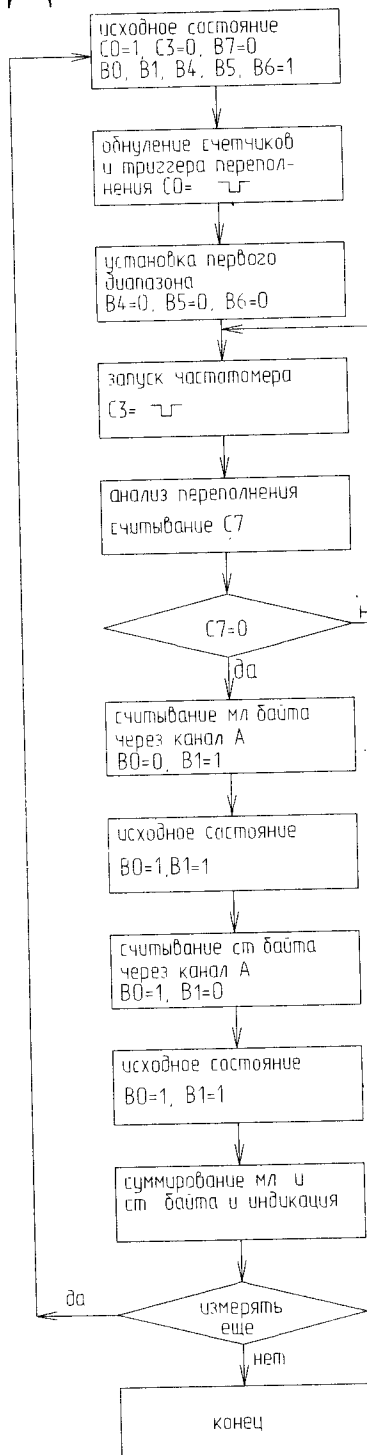 исходное состояние
C0=1, C3=0, B7=0
B0, B1, B4, B5, B6=1
обнуление счетчиков
и триггера перепол-
нения C0=
установка первого
диапазона
B4=0, B5=0, B6=0
запуск частатомера
C3=
анализ переполнения
считывание C7
C7=0
да
считывание мл байта
через канал A
B0=0, B1=1
исходное состояние
B0=1,B1=1
считывание ст байта
через канал A
B0=1, B1=0
исходное состояние
B0=1, B1=1
суммирование мл и
ст байта и индикация
да
измерять
еще
нет
конец